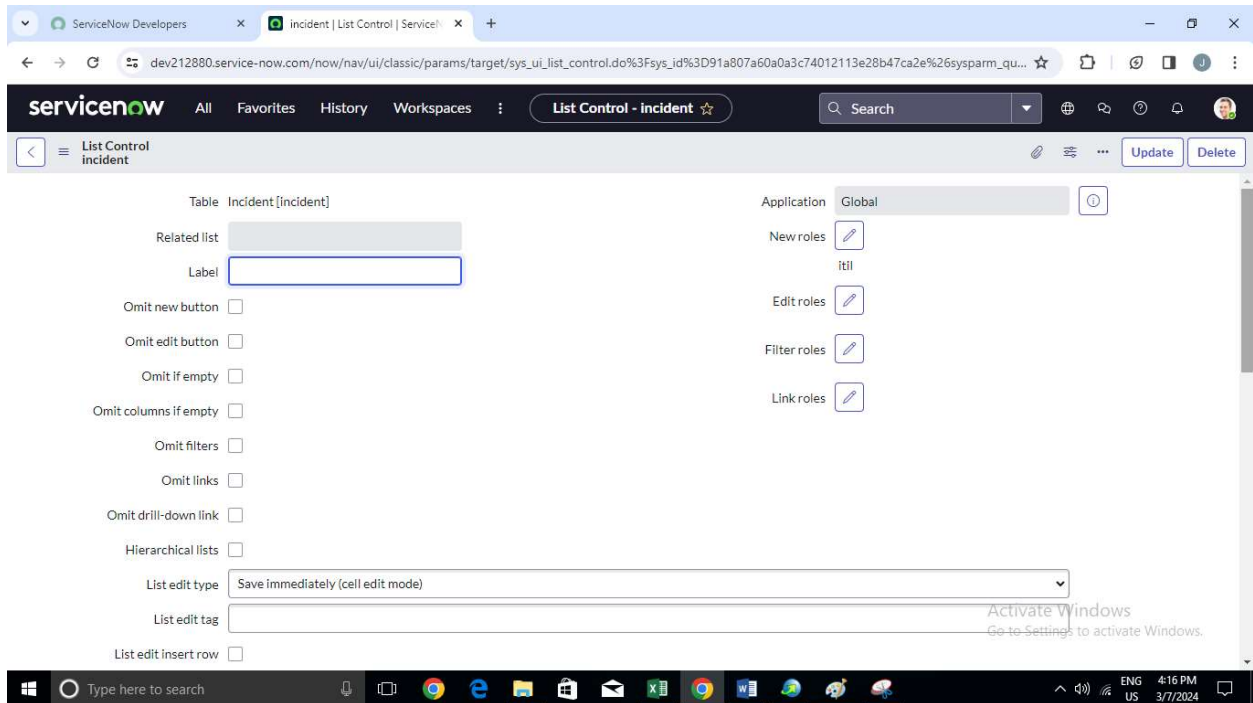 ServiceNow Developers
incident | List Control | Service
dev212880.service-now.com/now/nav/ui/classic/params/target/sys_ui_list_control.do%3Fsys_id%3D91a807a60a0a3c74012113e28b47ca2e%26sysparm_qu...
servicenow All Favorites History Workspaces List Control - incident Search
List Control
incident
Update Delete
Table Incident [incident] Application Global
Related list New roles
Label itil
Omit new button
Omit edit button Edit roles
Omit if empty Filter roles
Omit columns if empty Link roles
Omit filters
Omit links
Omit drill-down link
Hierarchical lists
List edit type Save immediately (cell edit mode)
List edit tag
Activate Windows
Go to Settings to activate Windows.
List edit insert row
Type here to search
ENG 4:16 PM
US 3/7/2024